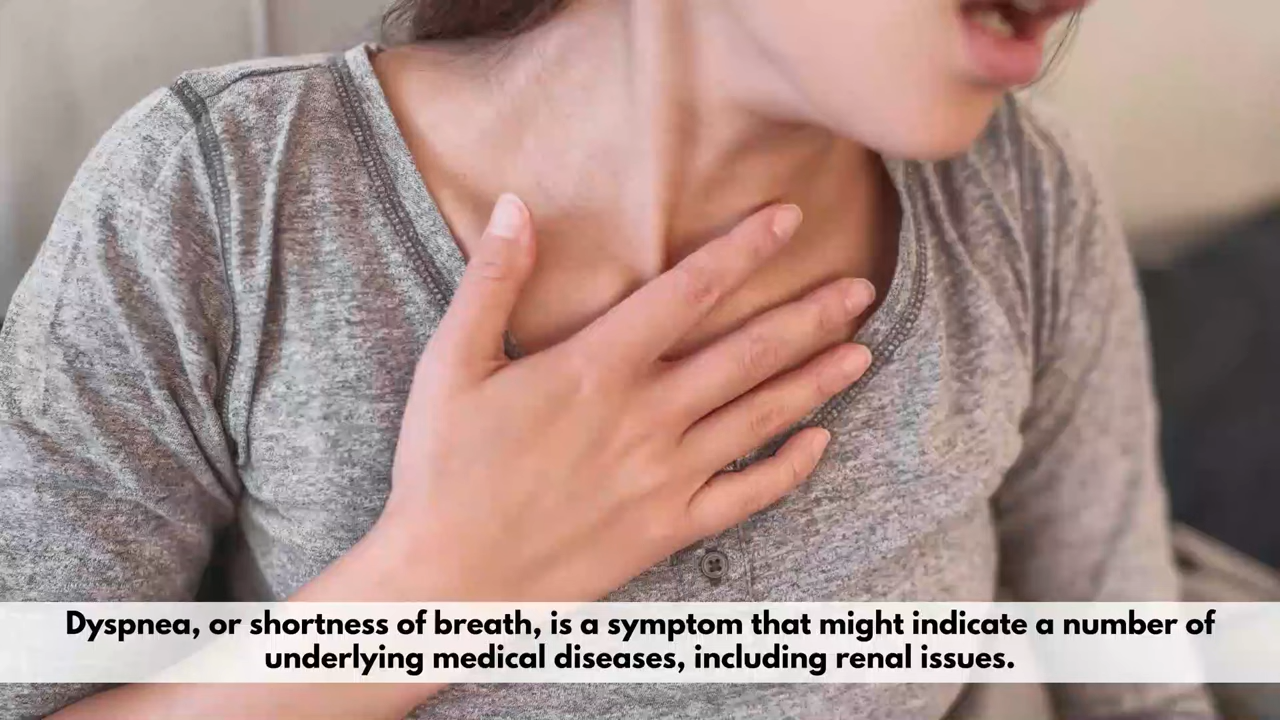 Dyspnea, or shortness of breath, is a symptom that might indicate a number of
underlying medical diseases, including renal issues.